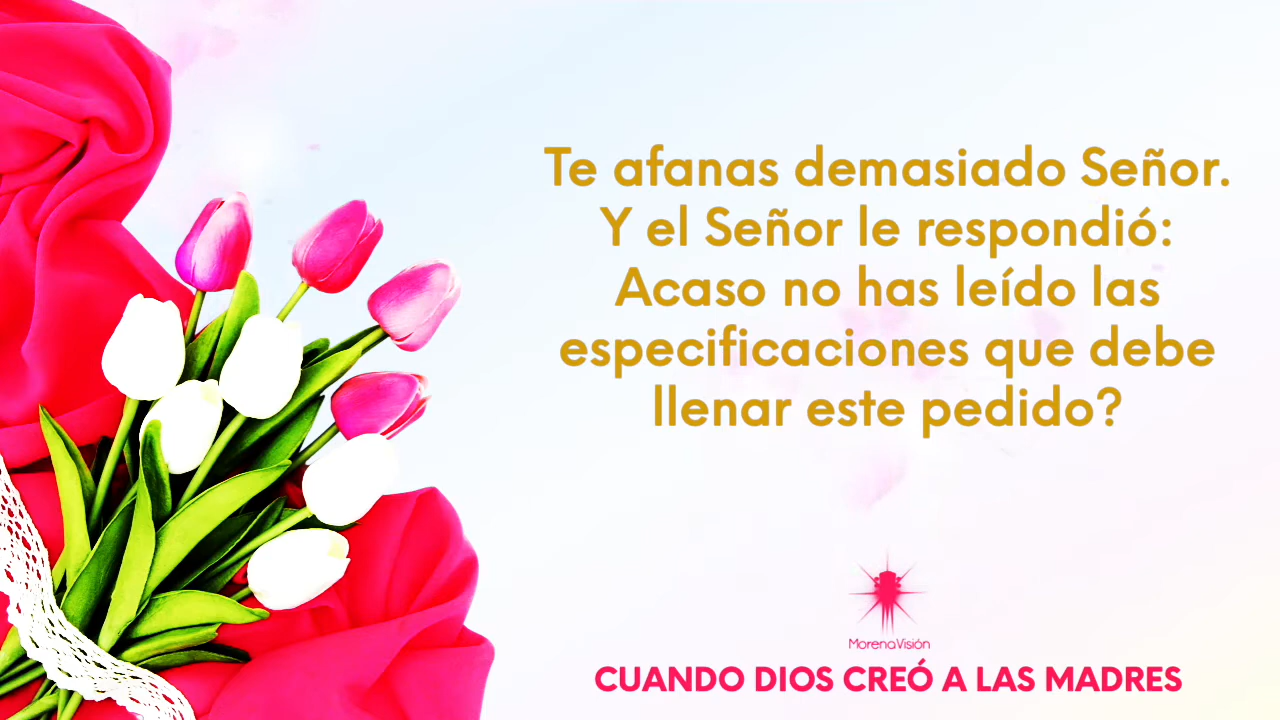 Te afanas demasiado Señor.
Y el Señor le respondió:
Acaso no has leído las
especificaciones que debe
llenar este pedido?
MorenaVisión
CUANDO DIOS CREÓ A LAS MADRES